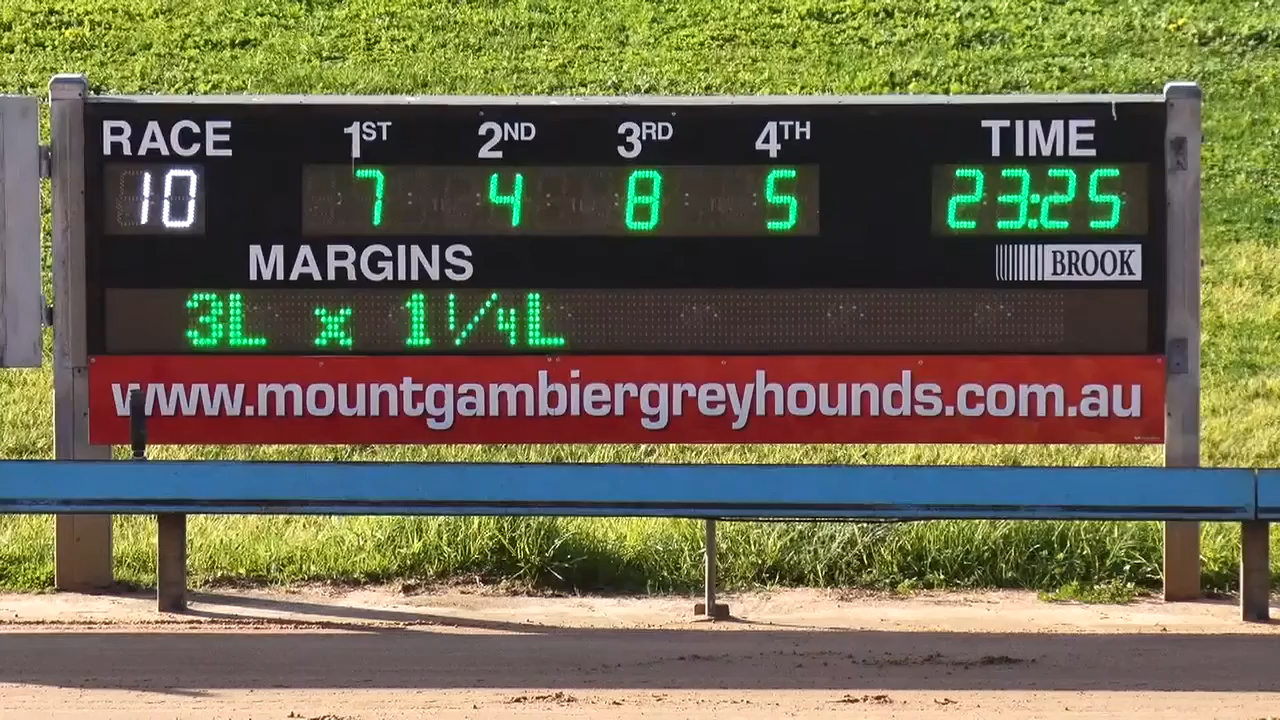 RACE 1ST 2ND 3RD 4TH TIME
10 7 4 8 5 23:25
MARGINS BROOK
3L x 1¼L
www.mountgambiergreyhounds.com.au